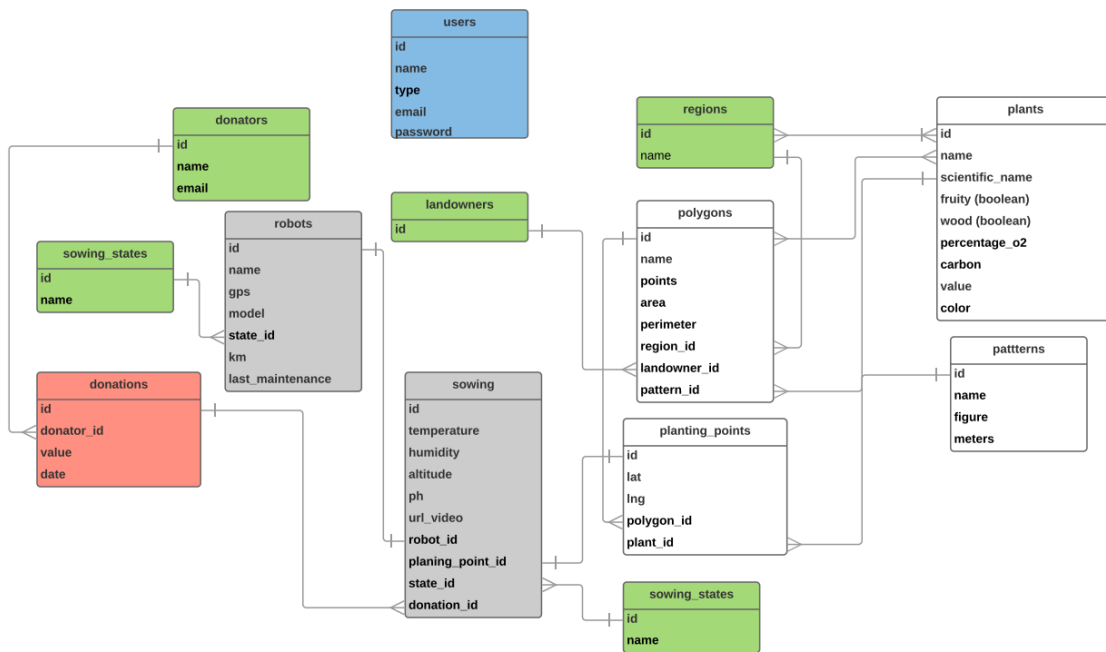 users
id
name
type
email
password
donators
id
name
email
regions
id
name
plants
id
name
scientific_name
fruity (boolean)
wood (boolean)
percentage_o2
carbon
value
color
landowners
id
robots
id
name
gps
model
state_id
km
last_maintenance
polygons
id
name
points
area
perimeter
region_id
landowner_id
pattern_id
sowing_states
id
name
pattterns
id
name
figure
meters
donations
id
donator_id
value
date
sowing
id
temperature
humidity
altitude
ph
url_video
robot_id
planing_point_id
state_id
donation_id
planting_points
id
lat
lng
polygon_id
plant_id
sowing_states
id
name